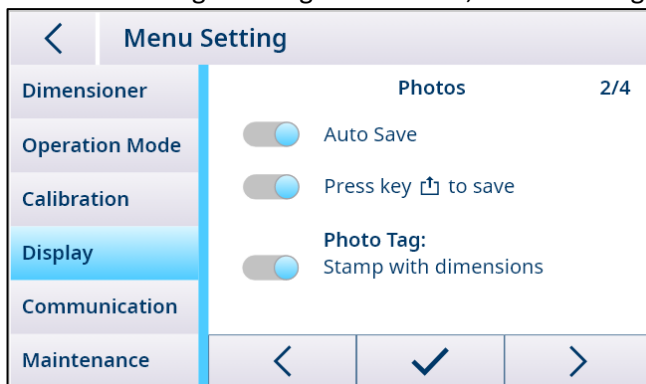 Menu Setting
Dimensioner
Operation Mode
Calibration
Display
Communication
Maintenance
Photos 2/4
Auto Save
Press key to save
Photo Tag:
Stamp with dimensions